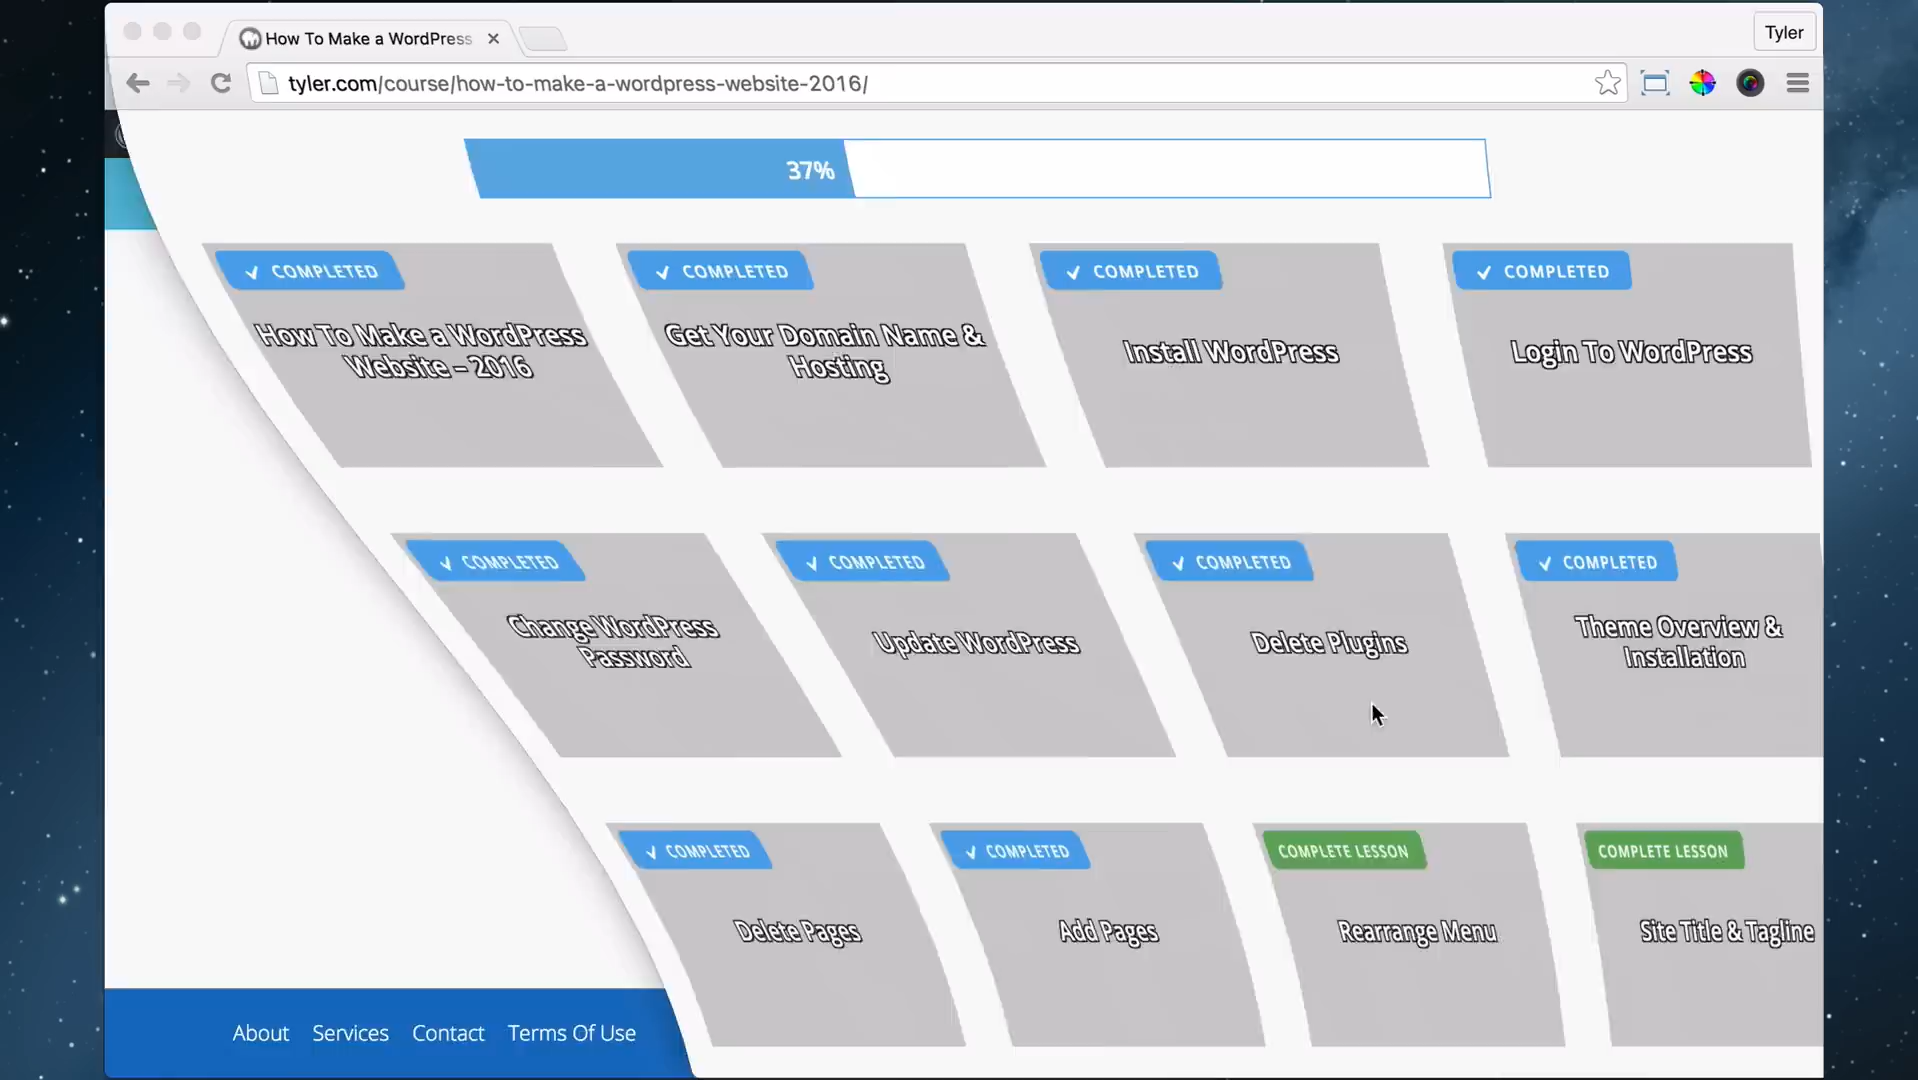 How To Make a WordPress
Tyler
tyler.com/course/how-to-make-a-wordpress-website-2016/
37%
COMPLETED
COMPLETED
COMPLETED
COMPLETED
How To Make a WordPress
Website – 2016
Get Your Domain Name &
Hosting
Install WordPress
Login To WordPress
COMPLETED
COMPLETED
COMPLETED
COMPLETED
Change WordPress
Password
Update WordPress
Delete Plugins
Theme Overview &
Installation
COMPLETED
COMPLETED
COMPLETE LESSON
COMPLETE LESSON
Delete Pages
Add Pages
Rearrange Menu
Site Title & Tagline
About Services Contact Terms Of Use